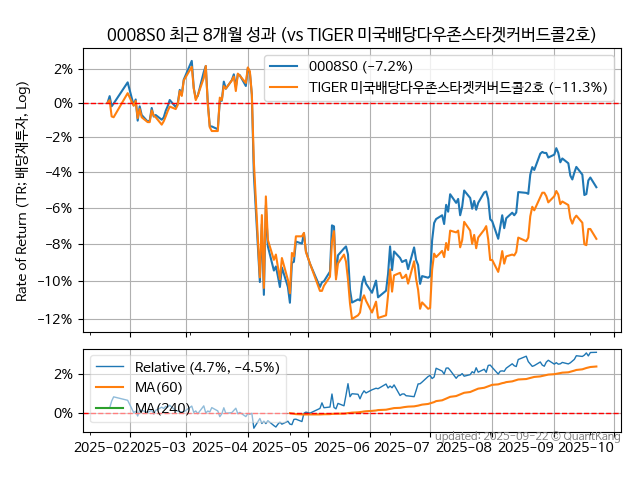 0008S0 최근 8개월 성과 (vs TIGER 미국배당다우존스타겟커버드콜2호)
Rate of Return (TR: 배당재투자, Log)
2%
0%
−2%
−4%
−6%
−8%
−10%
−12%
0008S0 (−7.2%)
TIGER 미국배당다우존스타겟커버드콜2호 (−11.3%)
2%
0%
Relative (4.7%, −4.5%)
MA(60)
MA(240)
updated: 2025-09-22 © QuantKang
2025−02 2025−03 2025−04 2025−05 2025−06 2025−07 2025−08 2025−09 2025−10